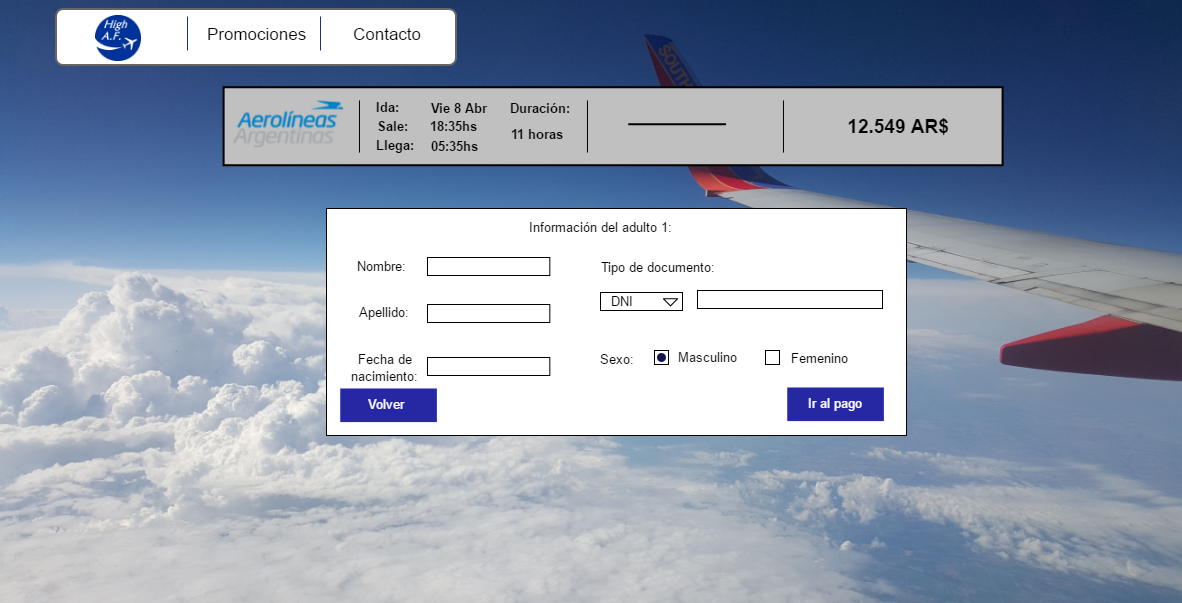 High
A.F.
Promociones
Contacto
SOUTH
Aerolíneas
Argentinas
Ida: Vie 8 Abr
Sale: 18:35hs
Llega: 05:35hs
Duración:
11 horas
12.549 AR$
Información del adulto 1:
Nombre:
Tipo de documento:
DNI
Apellido:
Fecha de
nacimiento:
Sexo: Masculino Femenino
Volver
Ir al pago